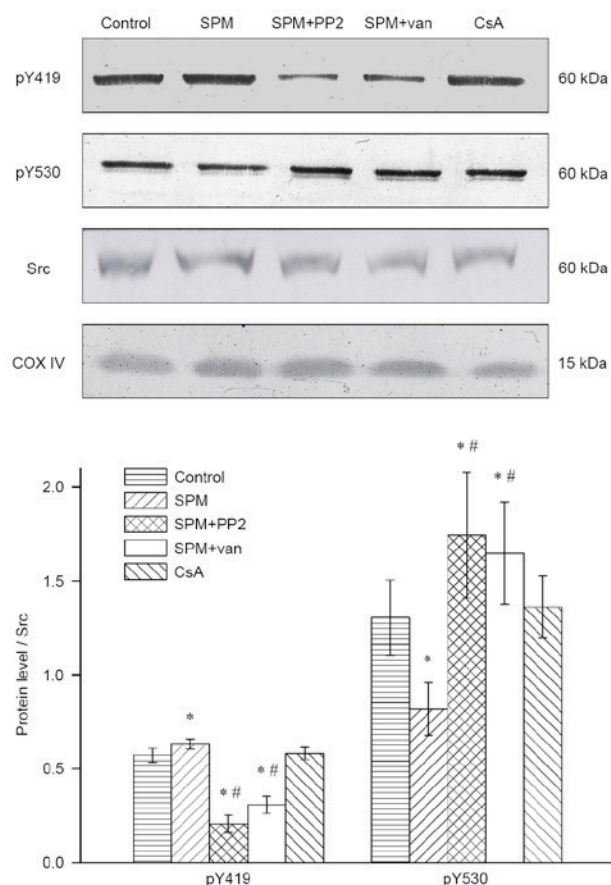 Control SPM SPM+PP2 SPM+van CsA
pY419 60 kDa
pY530 60 kDa
Src 60 kDa
COX IV 15 kDa
Control
SPM
SPM+PP2
SPM+van
CsA
* #
* #
*
*
* #
* #
2.0
1.5
1.0
0.5
0.0
Protein level / Src
pY419 pY530